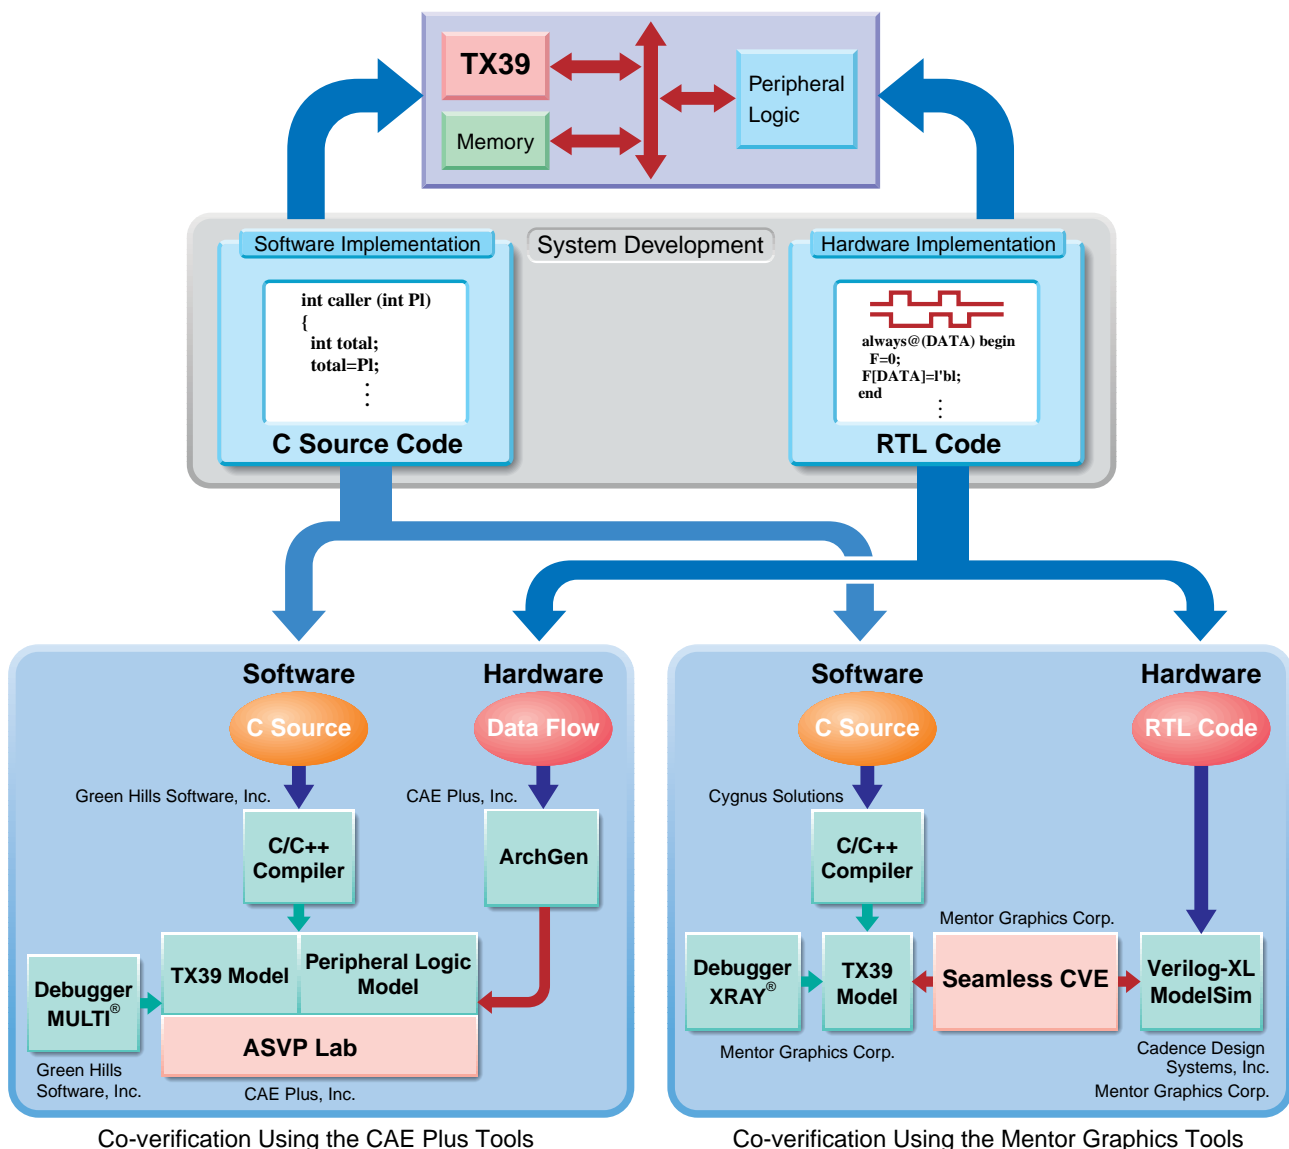 TX39
Memory
Peripheral
Logic
Software Implementation
System Development
Hardware Implementation
int caller (int Pl)
{
int total;
total=Pl;
⋮
C Source Code
always@(DATA) begin
F=0;
F[DATA]=l'bl;
end
⋮
RTL Code
Software
Hardware
C Source
Data Flow
Green Hills Software, Inc.
CAE Plus, Inc.
C/C++
Compiler
ArchGen
TX39 Model
Peripheral Logic
Model
Debugger
MULTI®
ASVP Lab
Green Hills
Software, Inc.
CAE Plus, Inc.
Co-verification Using the CAE Plus Tools
Software
Hardware
C Source
RTL Code
Cygnus Solutions
C/C++
Compiler
Mentor Graphics Corp.
Debugger
XRAY®
TX39
Model
Seamless CVE
Verilog-XL
ModelSim
Mentor Graphics Corp.
Cadence Design
Systems, Inc.
Mentor Graphics Corp.
Co-verification Using the Mentor Graphics Tools